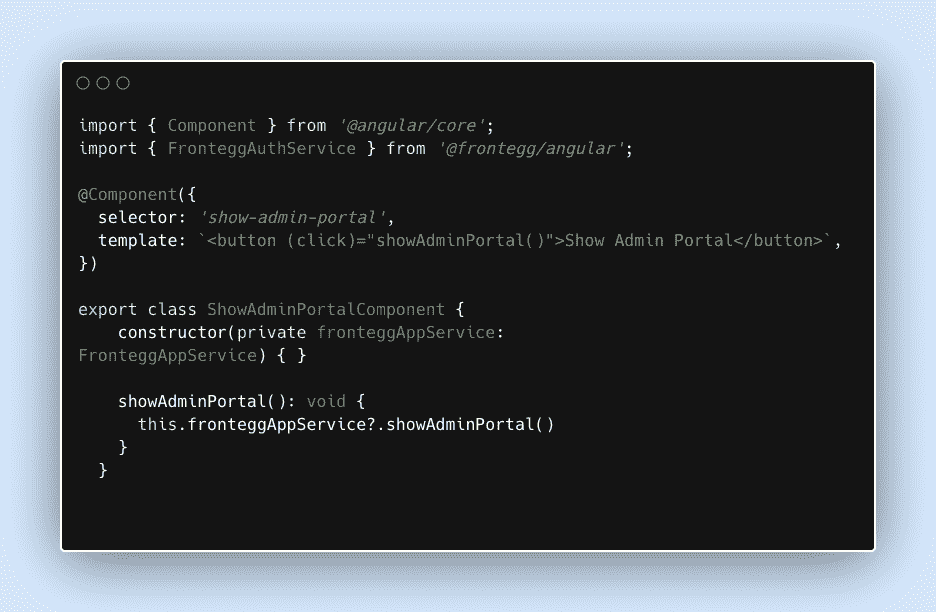 import { Component } from '@angular/core';
import { FronteggAuthService } from '@frontegg/angular';
@Component({
selector: 'show-admin-portal',
template: `<button (click)="showAdminPortal()">Show Admin Portal</button>`,
})
export class ShowAdminPortalComponent {
constructor(private fronteggAppService:
FronteggAppService) { }
showAdminPortal(): void {
this.fronteggAppService?.showAdminPortal()
}
}